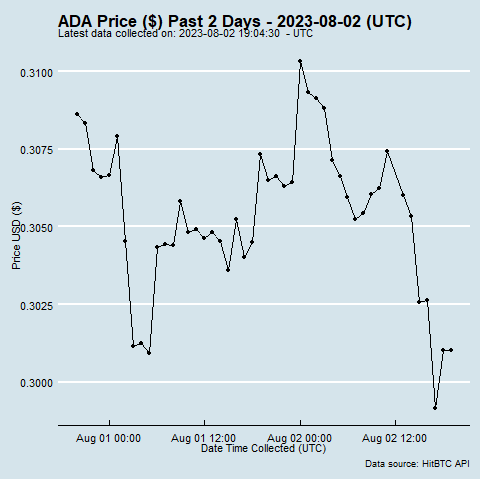 ADA Price ($) Past 2 Days - 2023-08-02 (UTC)
Latest data collected on: 2023-08-02 19:04:30 - UTC
0.3100
0.3075
0.3050
0.3025
0.3000
Price USD ($)
Aug 01 00:00 Aug 01 12:00 Aug 02 00:00 Aug 02 12:00
Date Time Collected (UTC)
Data source: HitBTC API